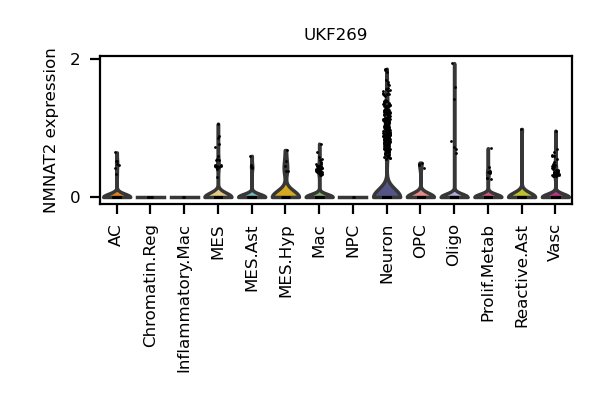 UKF269
NMNAT2 expression
2
0
AC
Chromatin.Reg
Inflammatory.Mac
MES
MES.Ast
MES.Hyp
Mac
NPC
Neuron
OPC
Oligo
Prolif.Metab
Reactive.Ast
Vasc